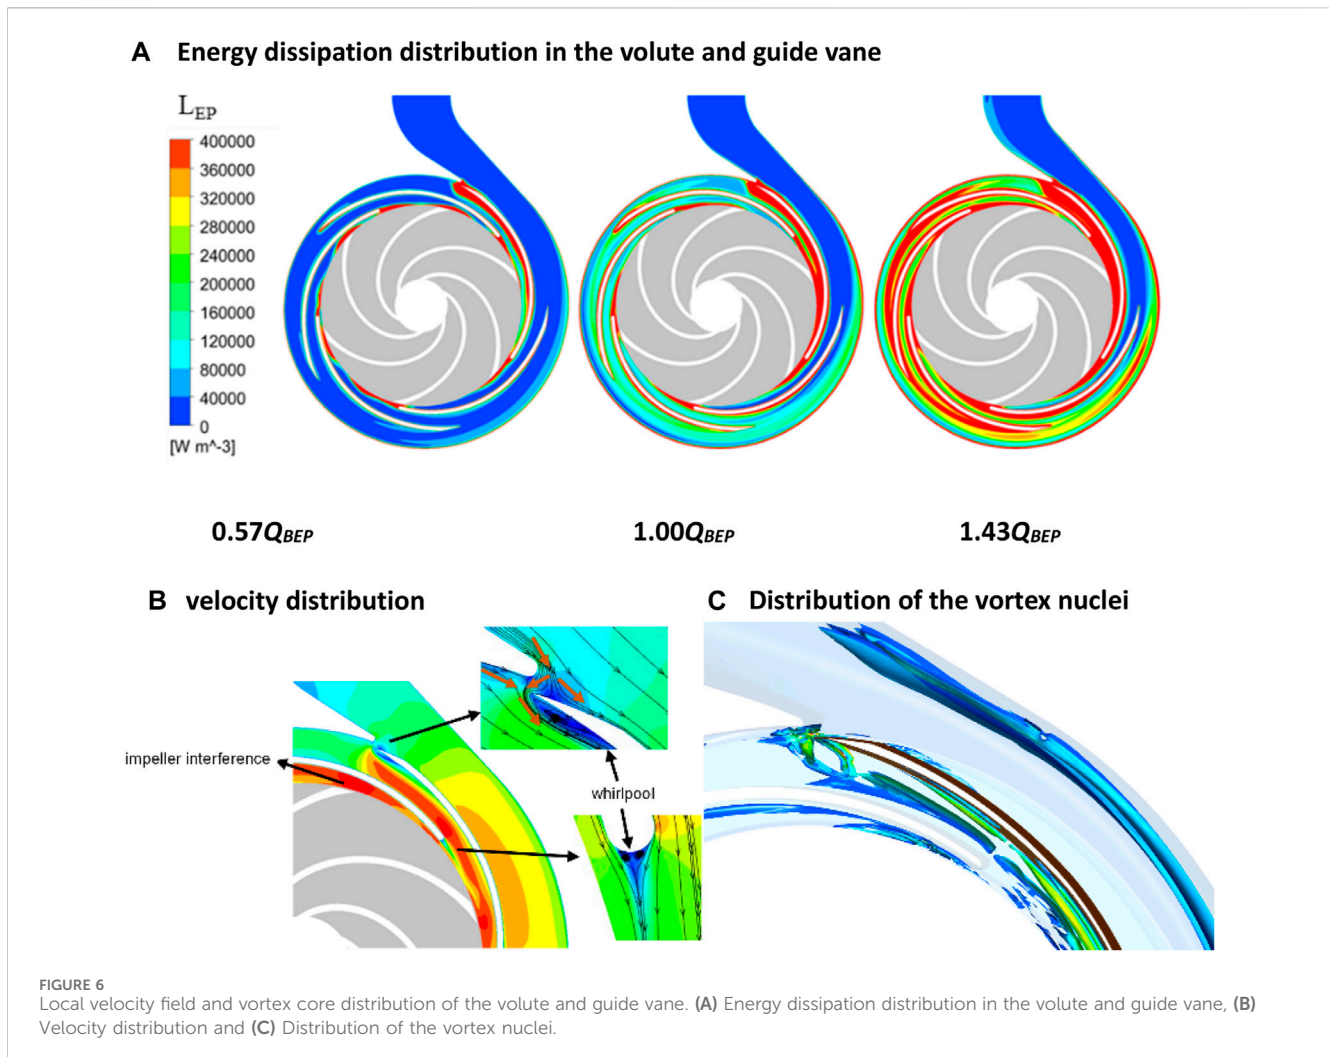 A Energy dissipation distribution in the volute and guide vane
LEP
400000
360000
320000
280000
240000
200000
160000
120000
80000
40000
0
[W m^-3]
0.57QBEP
1.00QBEP
1.43QBEP
B velocity distribution
C Distribution of the vortex nuclei
impeller interference
whirlpool
FIGURE 6
Local velocity field and vortex core distribution of the volute and guide vane. (A) Energy dissipation distribution in the volute and guide vane, (B)
Velocity distribution and (C) Distribution of the vortex nuclei.